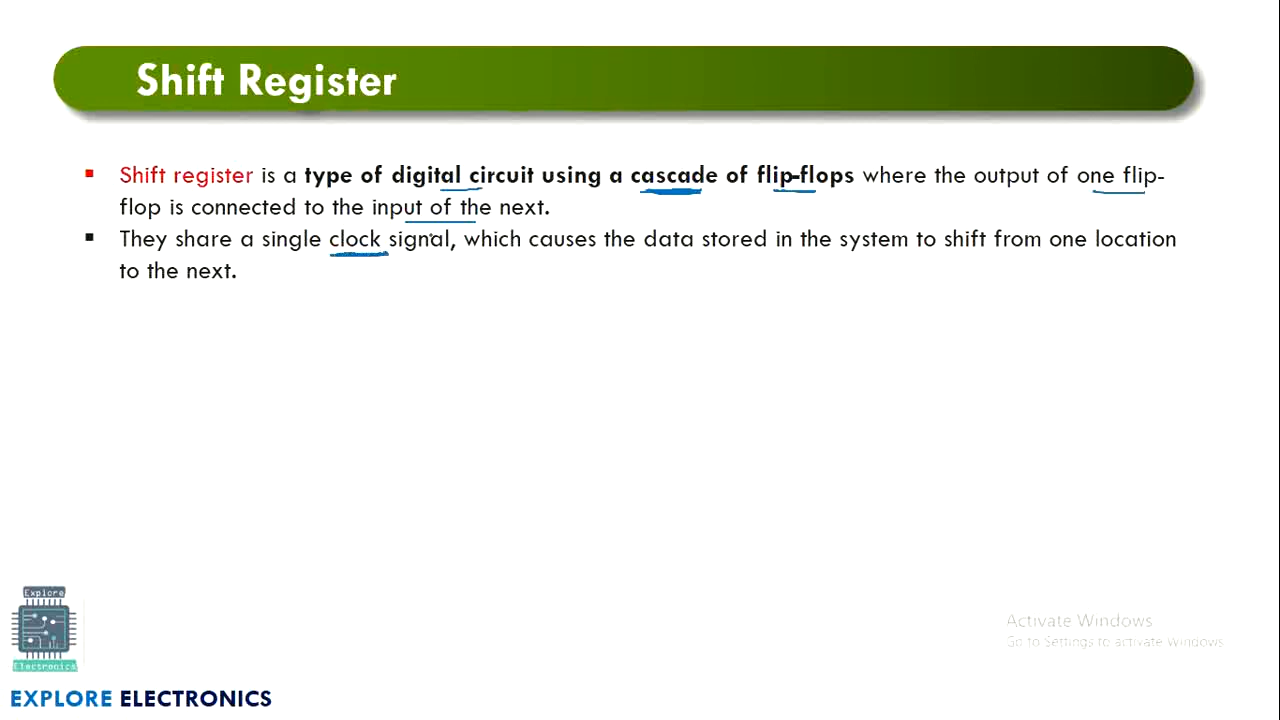 Shift Register
▪ Shift register is a type of digital circuit using a cascade of flip-flops where the output of one flip-
flop is connected to the input of the next.
▪ They share a single clock signal, which causes the data stored in the system to shift from one location
to the next.
Explore
Electronics
Activate Windows
Go to Settings to activate Windows
EXPLORE ELECTRONICS